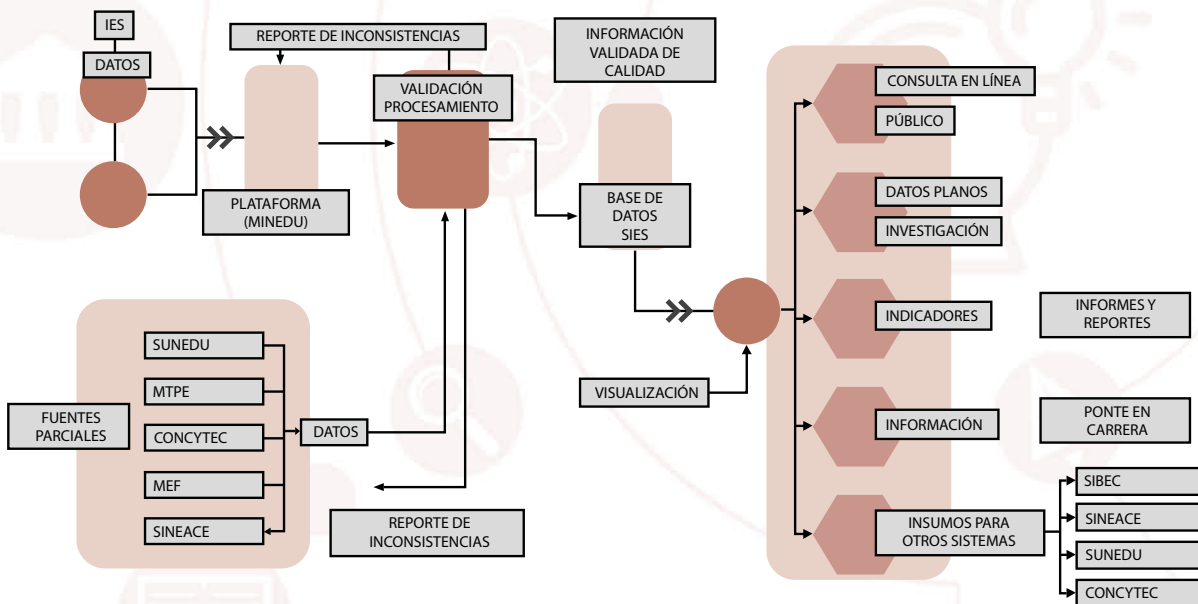 IES
DATOS
REPORTE DE INCONSISTENCIAS
VALIDACIÓN
PROCESAMIENTO
PLATAFORMA
(MINEDU)
INFORMACIÓN
VALIDADA DE
CALIDAD
BASE DE
DATOS
SIES
FUENTES
PARCIALES
SUNEDU
MTPE
CONCYTEC
MEF
SINEACE
DATOS
REPORTE DE
INCONSISTENCIAS
VISUALIZACIÓN
CONSULTA EN LÍNEA
PÚBLICO
DATOS PLANOS
INVESTIGACIÓN
INDICADORES
INFORMES Y
REPORTES
INFORMACIÓN
PONTE EN
CARRERA
INSUMOS PARA
OTROS SISTEMAS
SIBEC
SINEACE
SUNEDU
CONCYTEC